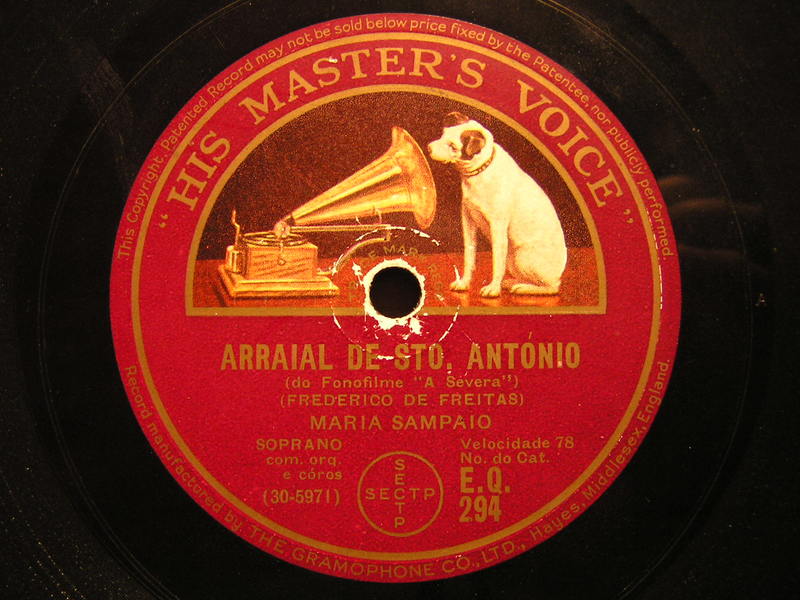 This Copyright. Patented Record may not be sold below price fixed by the Patentee, nor publicly performed.
"HIS MASTER'S VOICE"
ARRAIAL DE STO. ANTÓNIO
(do Fonofilme "A Severa")
(FREDERICO DE FREITAS)
MARIA SAMPAIO
SOPRANO
com. orq.
e córos
(30-5971)
SECTP
SECTP
Velocidade 78
No. do Cat.
E.Q.
294
Record manufactured by THE GRAMOPHONE CO., LTD., Hayes, Middlesex, England.
A